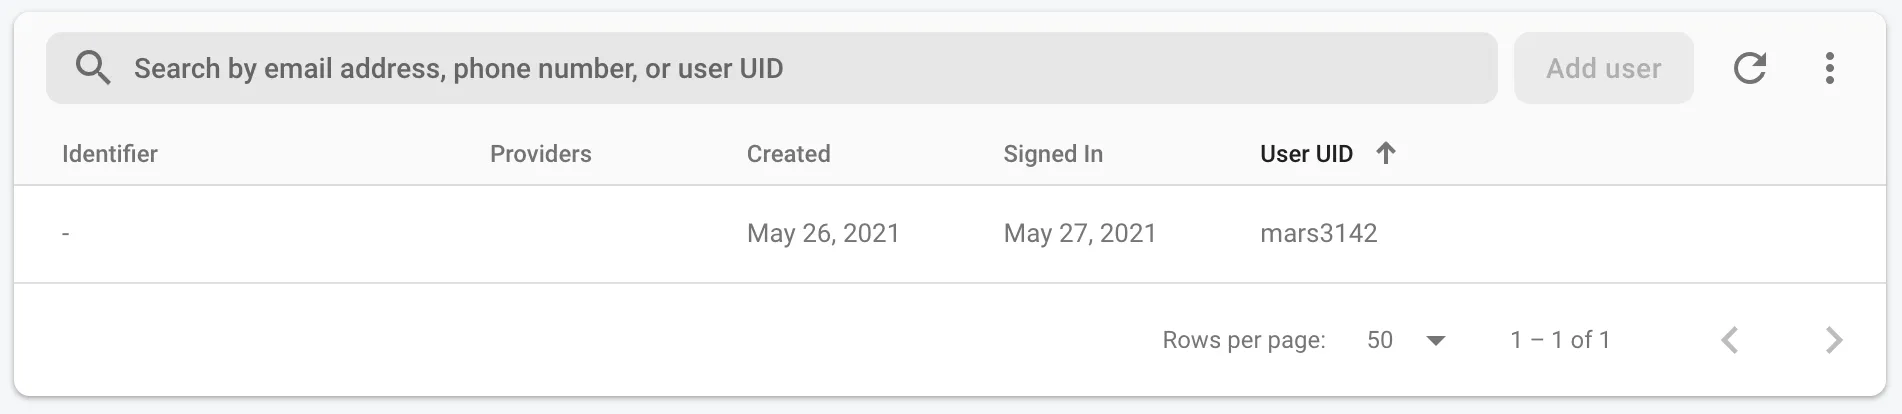 Search by email address, phone number, or user UID Add user
Identifier Providers Created Signed In User UID
- May 26, 2021 May 27, 2021 mars3142
Rows per page: 50 1 – 1 of 1